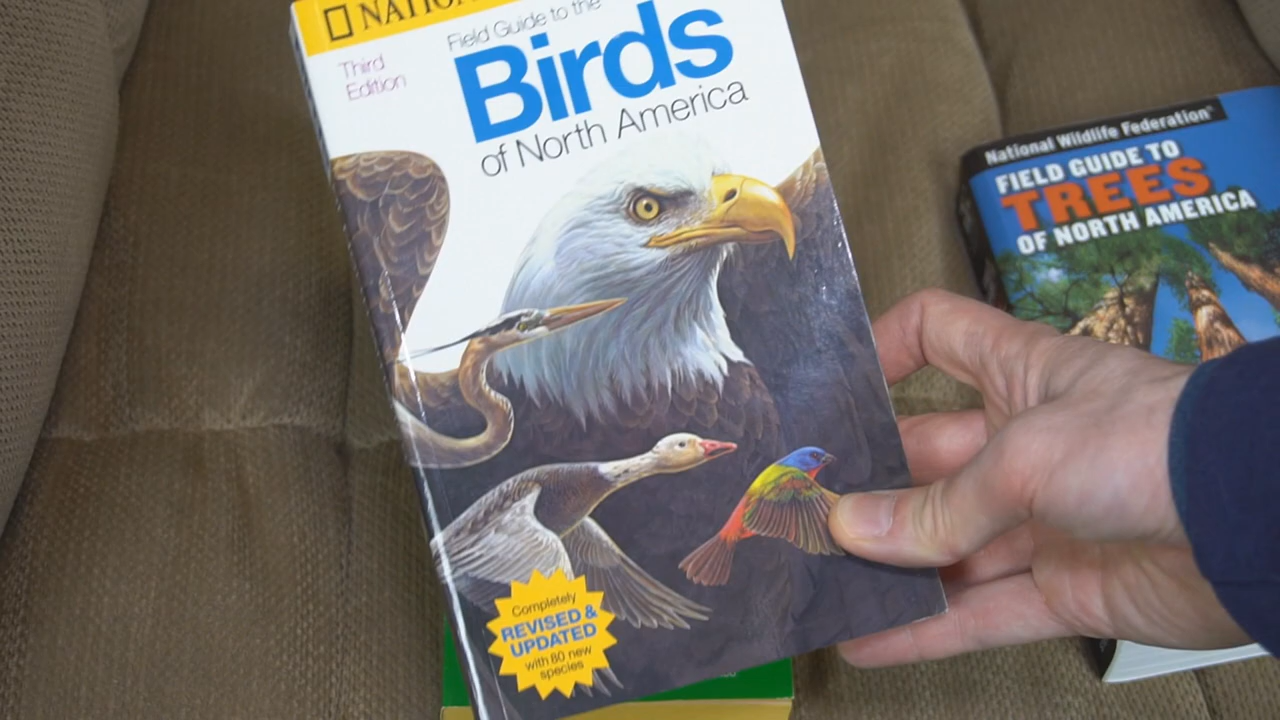 Field Guide to the
Birds
of North America
Third
Edition
Completely
REVISED &
UPDATED
with 80 new
species
National Wildlife Federation®
FIELD GUIDE TO
TREES
OF NORTH AMERICA